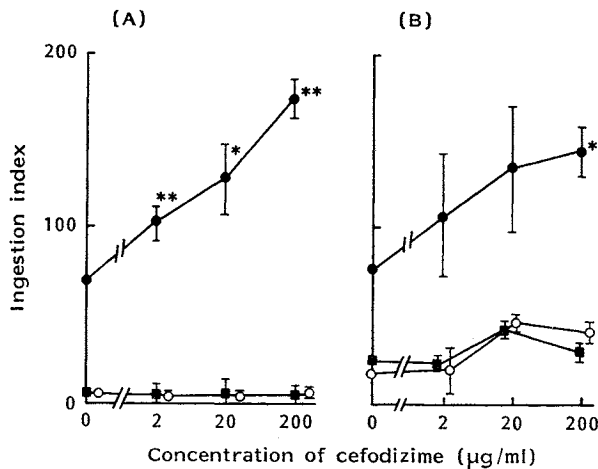 (A) (B)
200
**
*
**
*
100
0
0 2 20 200 0 2 20 200
Ingestion index
Concentration of cefodizime (μg/ml)